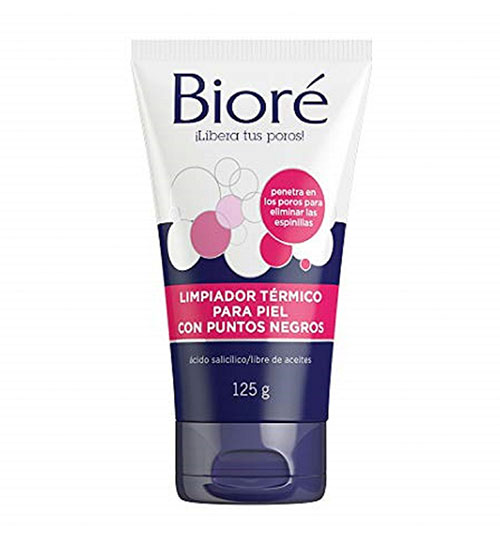 Bioré
¡Libera tus poros!
penetra en
los poros para
eliminar las
espinillas
LIMPIADOR TÉRMICO
PARA PIEL
CON PUNTOS NEGROS
ácido salicílico/libre de aceites
125 g